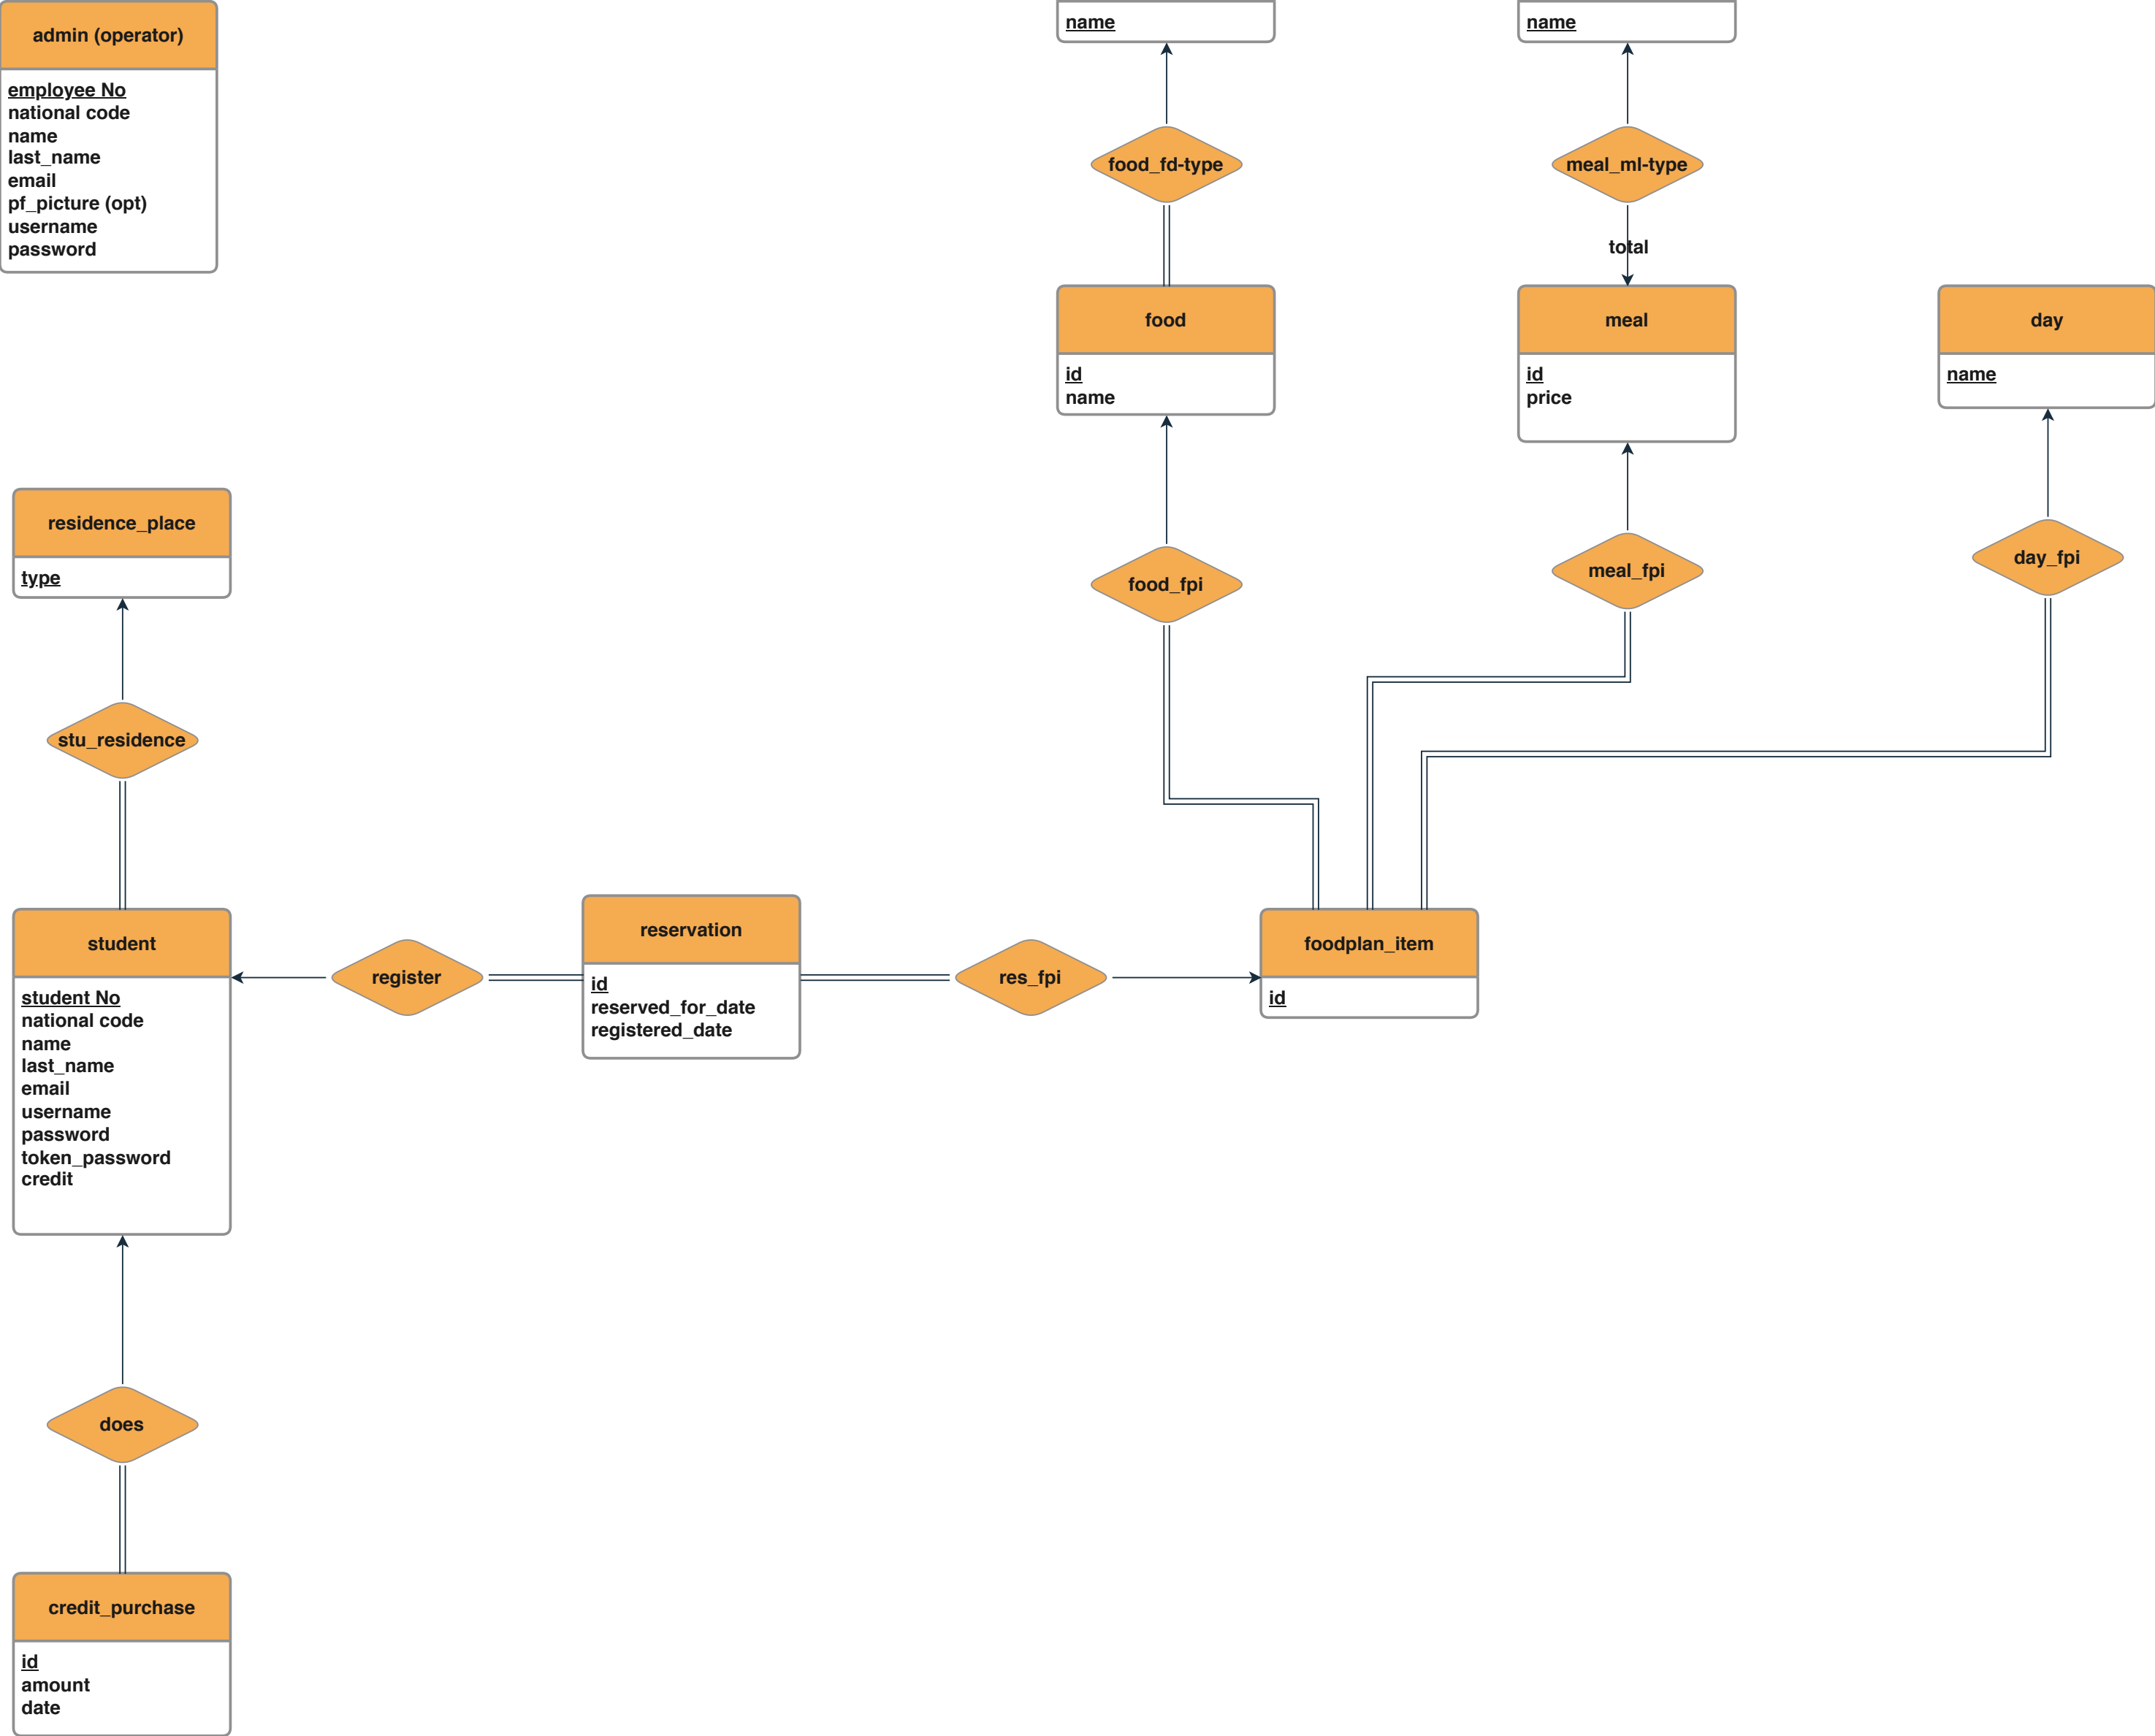 admin (operator)
employee No
national code
name
last_name
email
pf_picture (opt)
username
password
name
name
food_fd-type
meal_ml-type
total
food
id
name
meal
id
price
day
name
residence_place
type
food_fpi
meal_fpi
day_fpi
stu_residence
student
student No
national code
name
last_name
email
username
password
token_password
credit
register
reservation
id
reserved_for_date
registered_date
res_fpi
foodplan_item
id
does
credit_purchase
id
amount
date